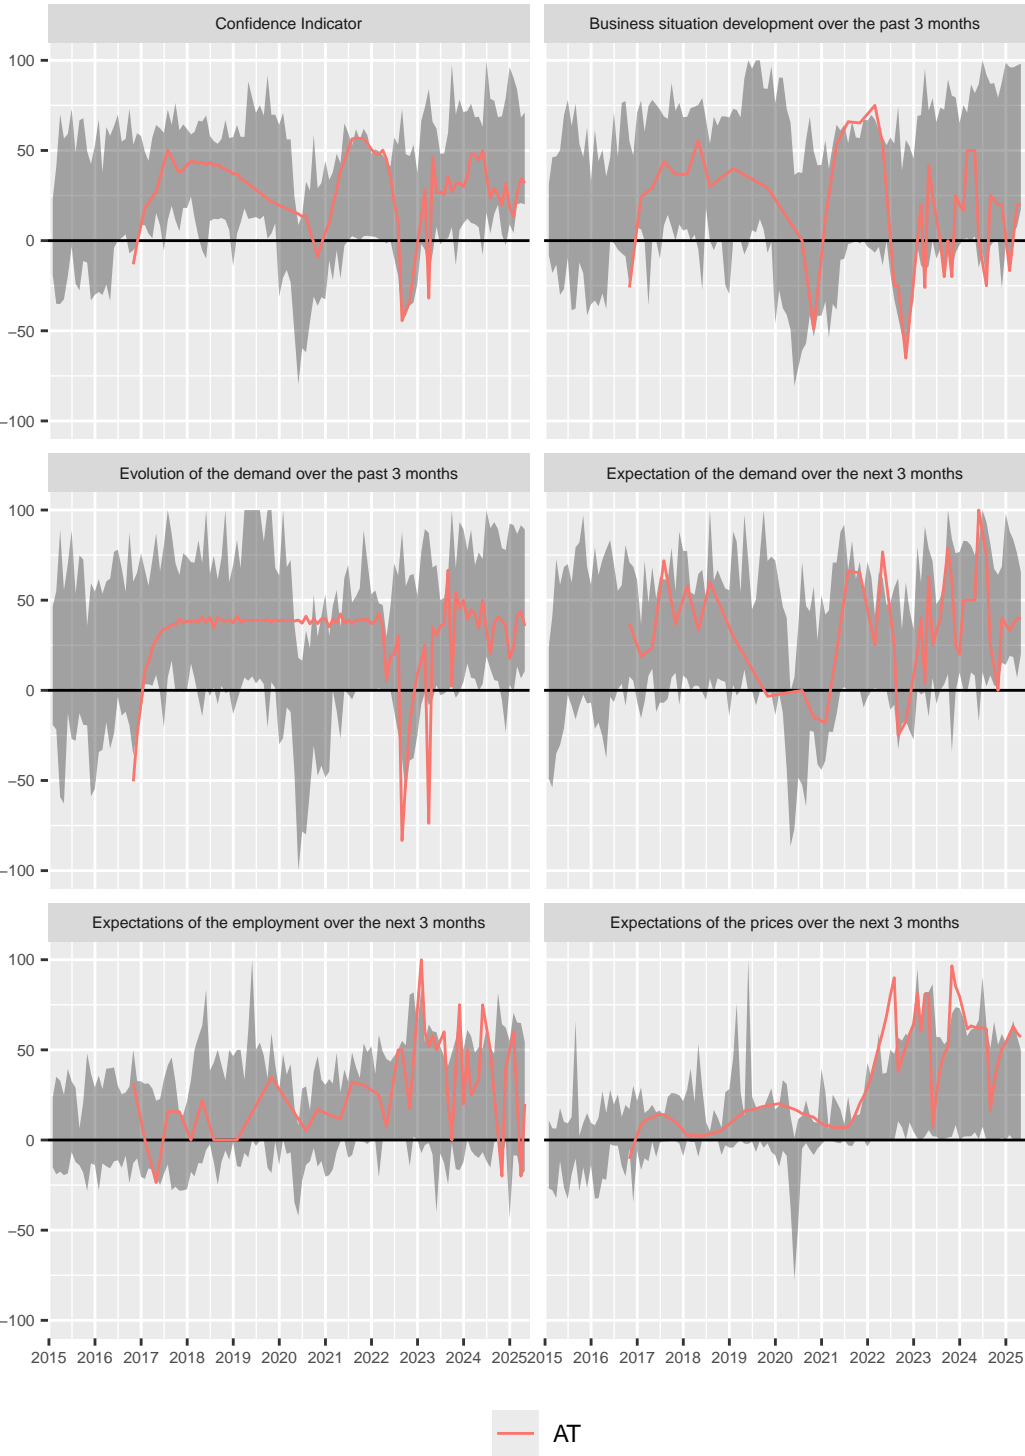 Confidence Indicator
Business situation development over the past 3 months
100
50
0
−50
−100
Evolution of the demand over the past 3 months
Expectation of the demand over the next 3 months
100
50
0
−50
−100
Expectations of the employment over the next 3 months
Expectations of the prices over the next 3 months
100
50
0
−50
−100
2015 2016 2017 2018 2019 2020 2021 2022 2023 2024 2025
2015 2016 2017 2018 2019 2020 2021 2022 2023 2024 2025
AT